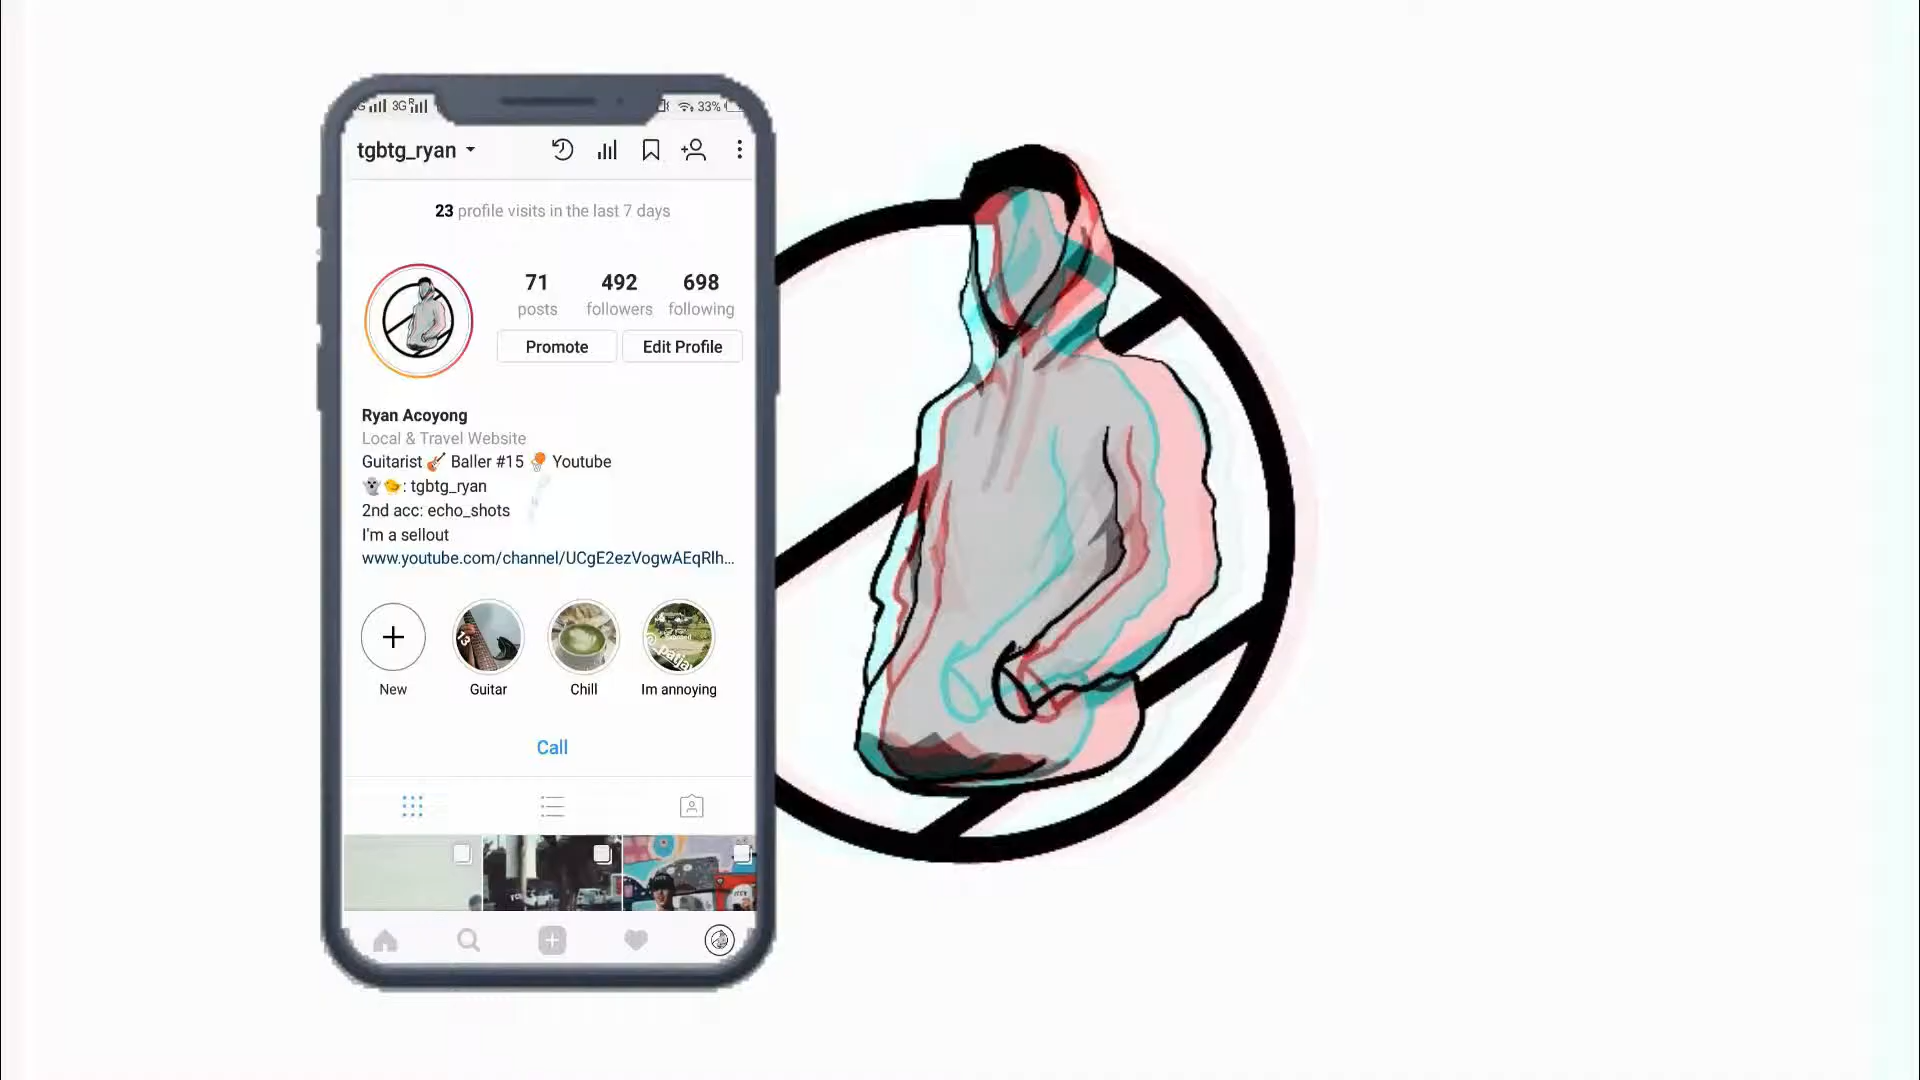 3G 33%
tgbtg_ryan
23 profile visits in the last 7 days
71 492 698
posts followers following
Promote Edit Profile
Ryan Acoyong
Local & Travel Website
Guitarist 🎸 Baller #15 🏀 Youtube
👻🐤: tgbtg_ryan
2nd acc: echo_shots
I'm a sellout
www.youtube.com/channel/UCgE2ezVogwAEqRlh...
13
@_patjay
New Guitar Chill Im annoying
Call